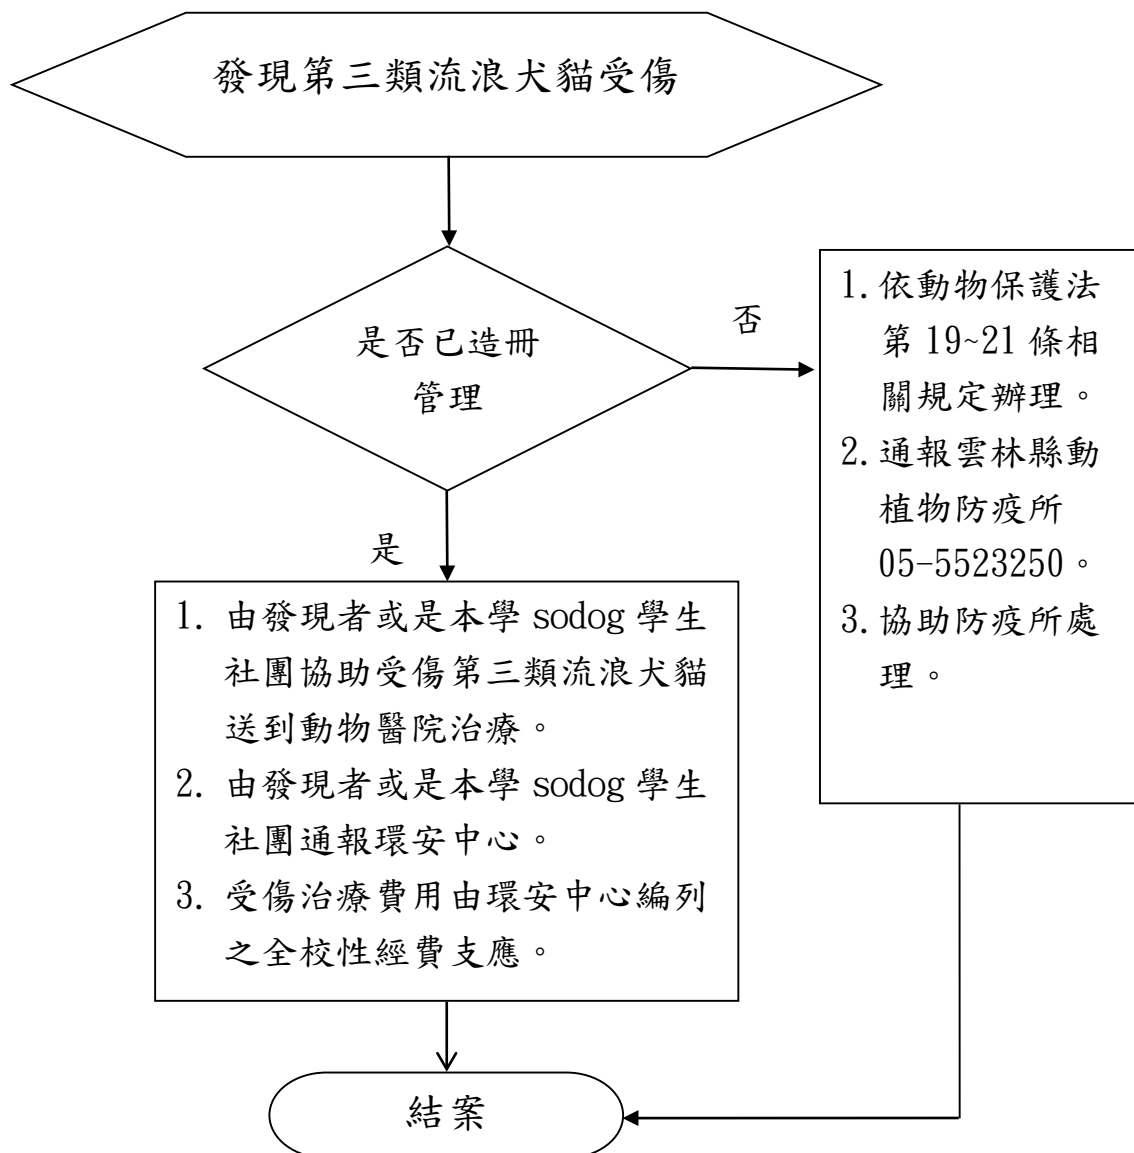 發現第三類流浪犬貓受傷
是否已造冊
管理
否
1.依動物保護法
第 19~21 條相
關規定辦理。
2.通報雲林縣動
植物防疫所
05-5523250。
3.協助防疫所處
理。
是
1. 由發現者或是本學 sodog 學生
社團協助受傷第三類流浪犬貓
送到動物醫院治療。
2. 由發現者或是本學 sodog 學生
社團通報環安中心。
3. 受傷治療費用由環安中心編列
之全校性經費支應。
結案